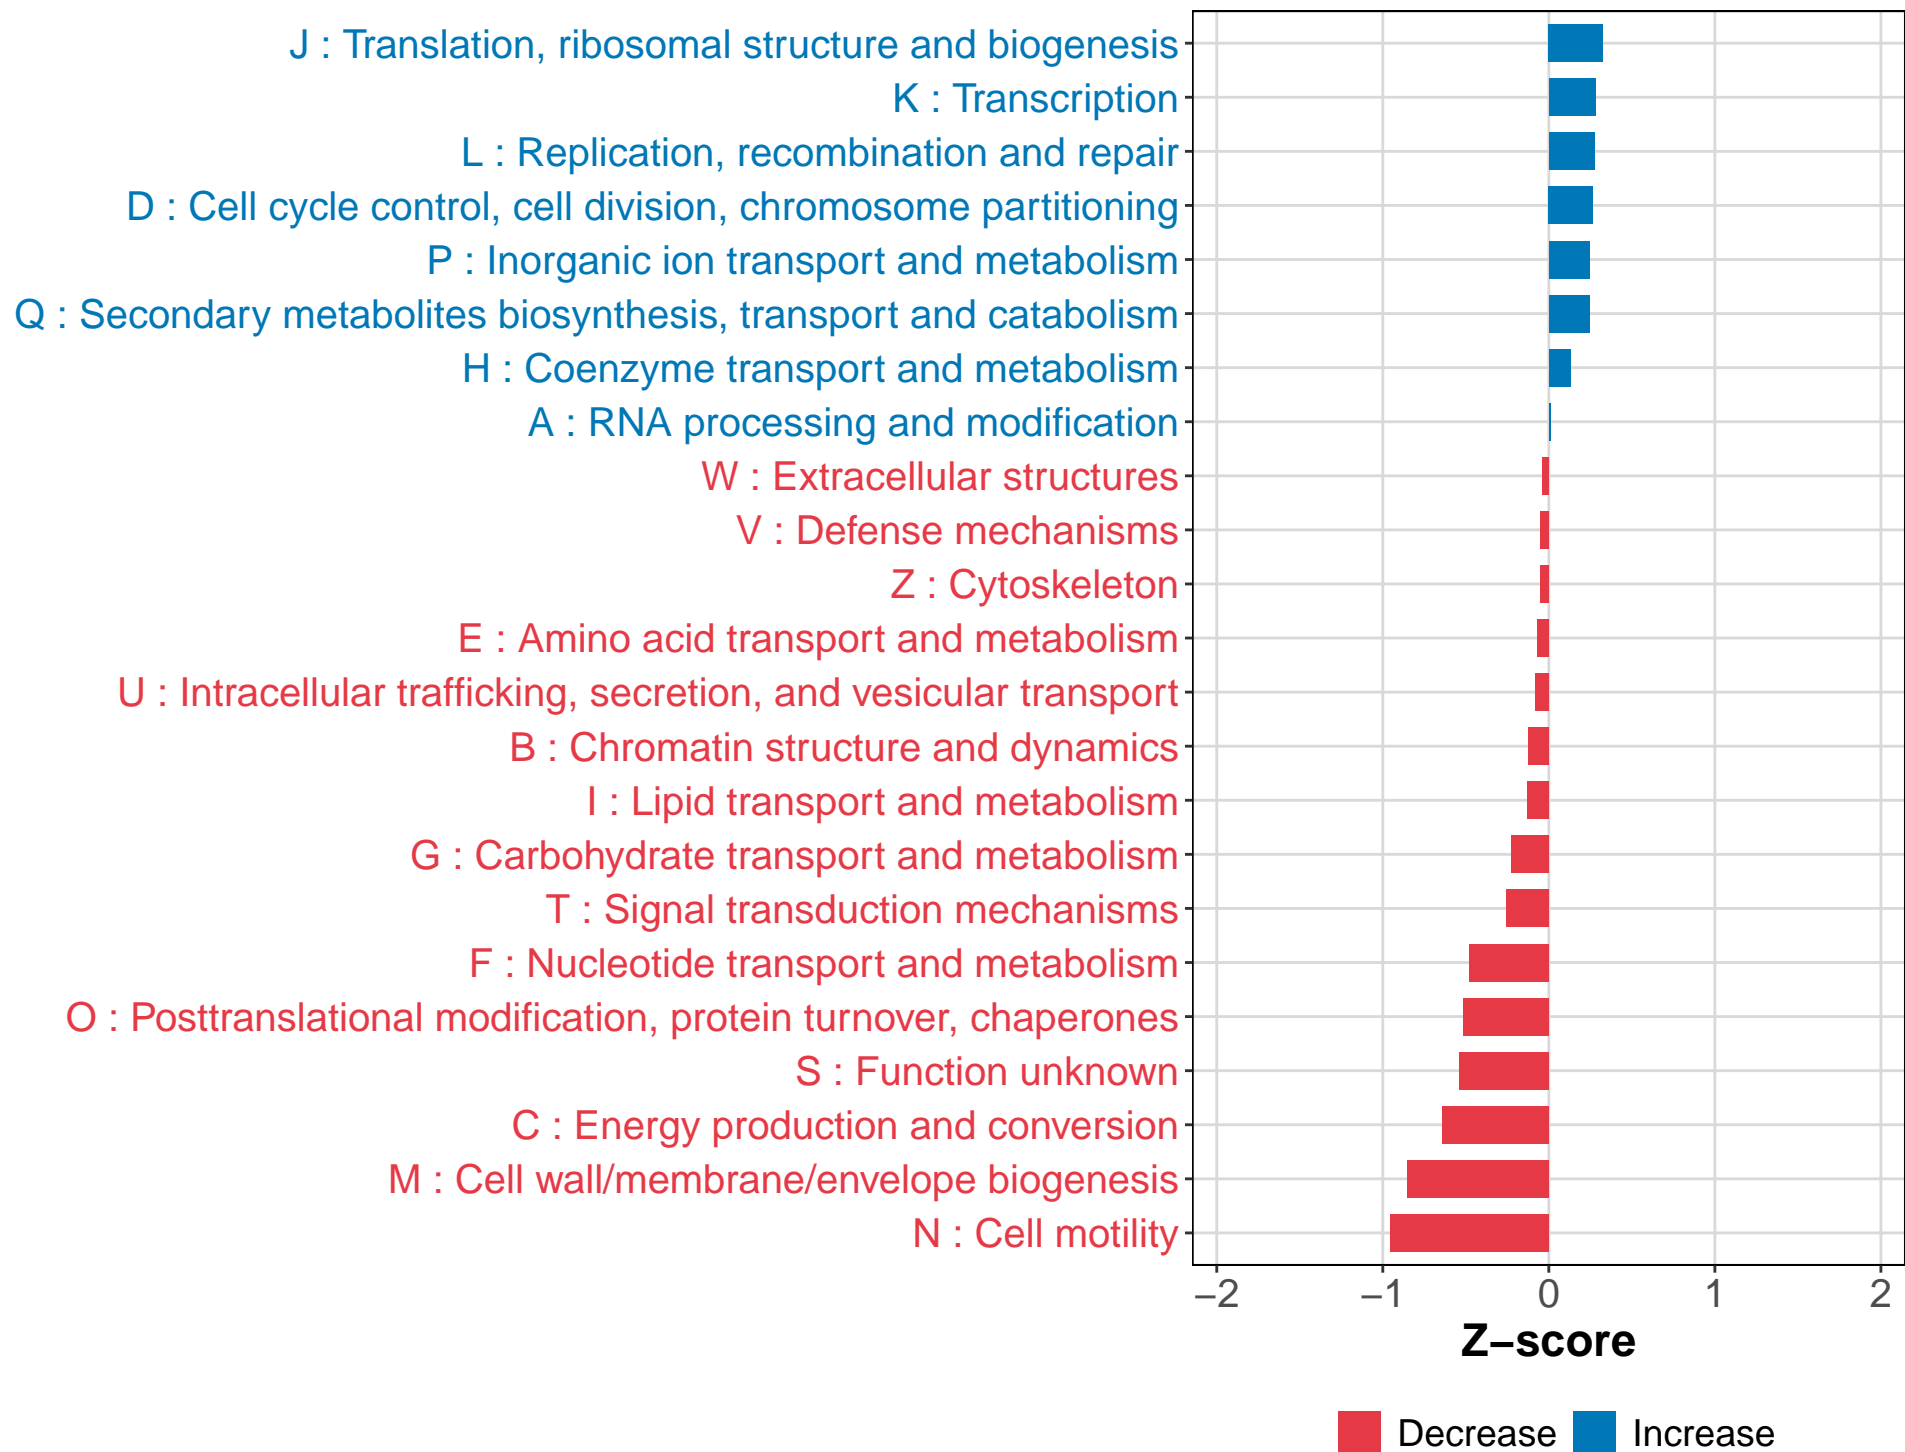 J : Translation, ribosomal structure and biogenesis
K : Transcription
L : Replication, recombination and repair
D : Cell cycle control, cell division, chromosome partitioning
P : Inorganic ion transport and metabolism
Q : Secondary metabolites biosynthesis, transport and catabolism
H : Coenzyme transport and metabolism
A : RNA processing and modification
W : Extracellular structures
V : Defense mechanisms
Z : Cytoskeleton
E : Amino acid transport and metabolism
U : Intracellular trafficking, secretion, and vesicular transport
B : Chromatin structure and dynamics
I : Lipid transport and metabolism
G : Carbohydrate transport and metabolism
T : Signal transduction mechanisms
F : Nucleotide transport and metabolism
O : Posttranslational modification, protein turnover, chaperones
S : Function unknown
C : Energy production and conversion
M : Cell wall/membrane/envelope biogenesis
N : Cell motility
−2 −1 0 1 2
Z−score
Decrease Increase